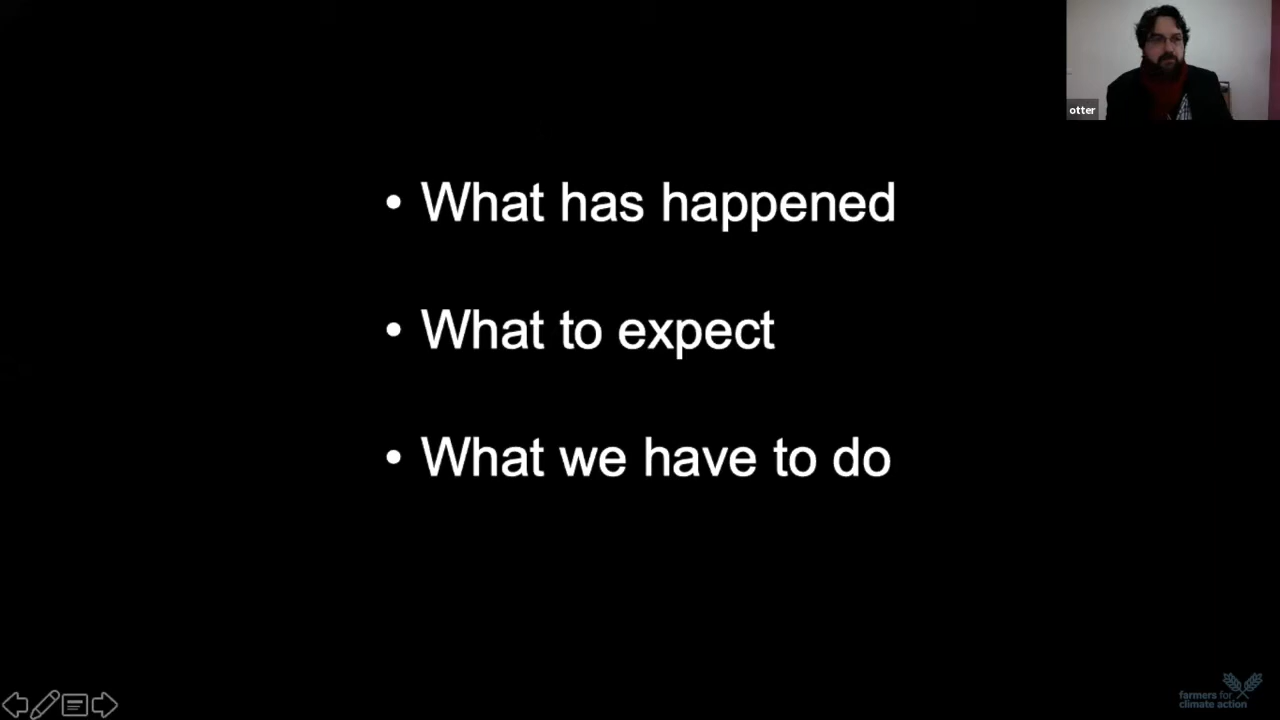 otter
• What has happened
• What to expect
• What we have to do
farmers for
climate action